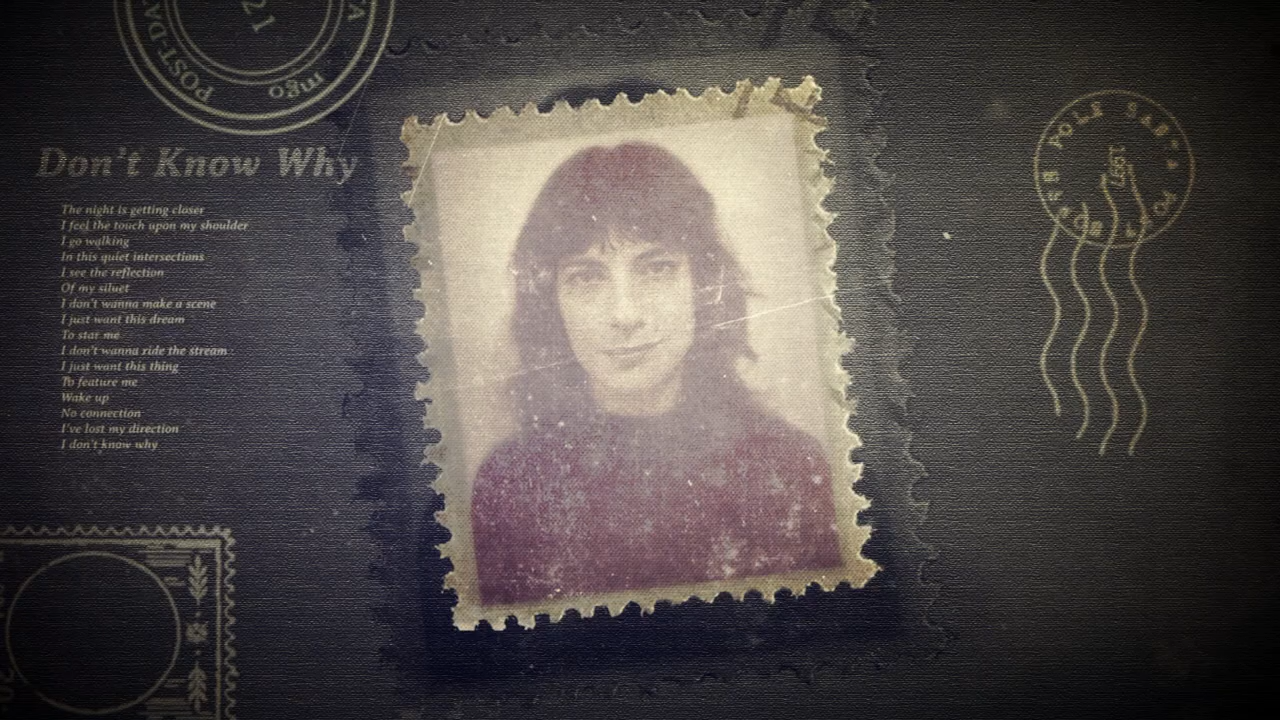 21
POST-DA
mgo
Don't Know Why
The night is getting closer
I feel the touch upon my shoulder
I go walking
In this quiet intersections
I see the reflection
Of my siluet
I don't wanna make a scene
I just want this dream
To star me
I don't wanna ride the stream
I just want this thing
To feature me
Wake up
No connection
I've lost my direction
I don't know why
1937